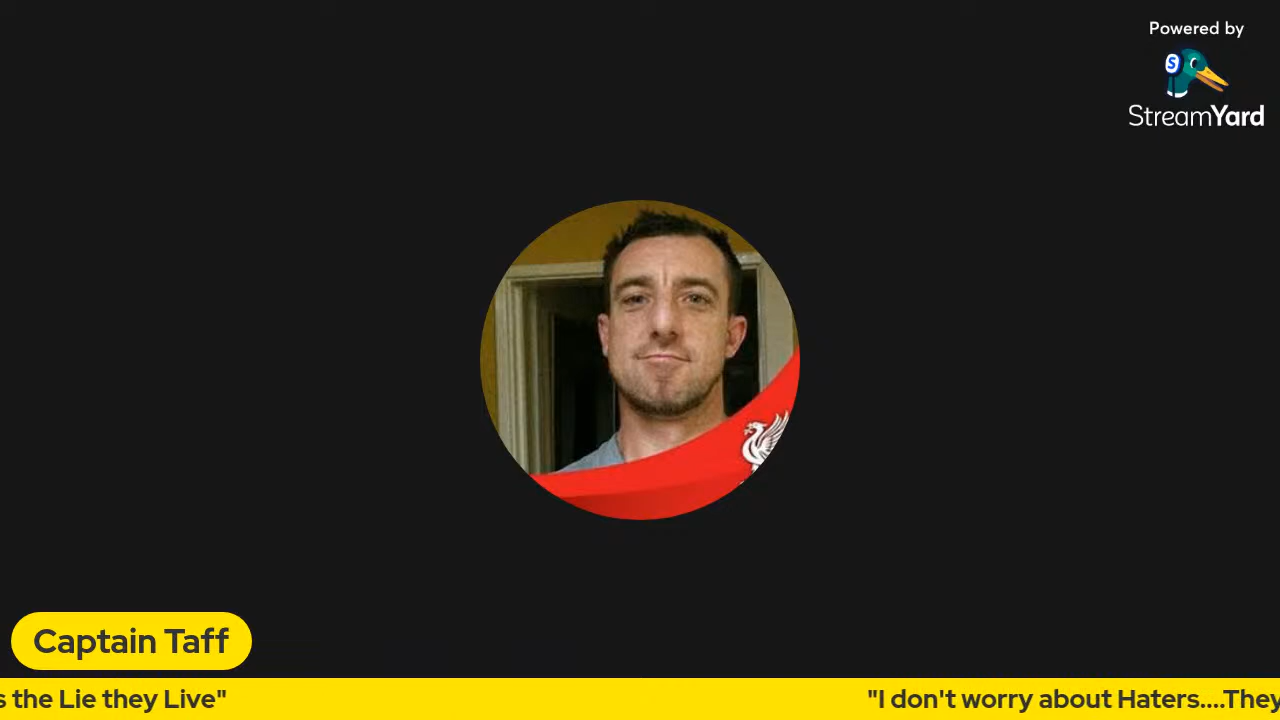 Powered by
S
StreamYard
Captain Taff
s the Lie they Live" "I don't worry about Haters....They